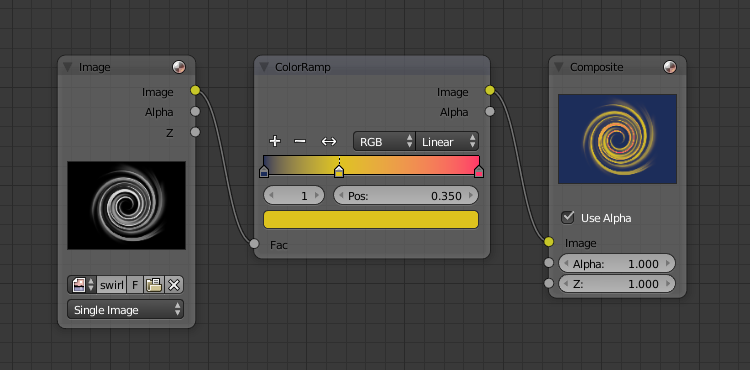 Image
Image
Alpha
Z
swirl F
Single Image
ColorRamp
Image
Alpha
RGB Linear
1 Pos: 0.350
Fac
Composite
Use Alpha
Image
Alpha: 1.000
Z: 1.000